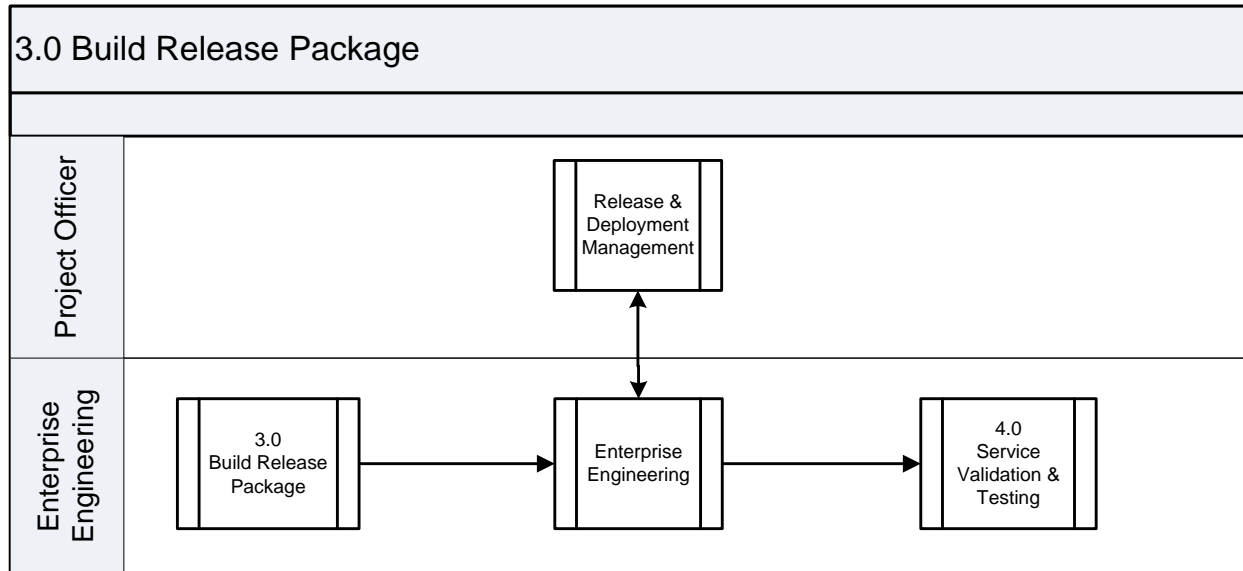 3.0 Build Release Package
Project Officer
Release &
Deployment
Management
Enterprise
Engineering
3.0
Build Release
Package
Enterprise
Engineering
4.0
Service
Validation &
Testing